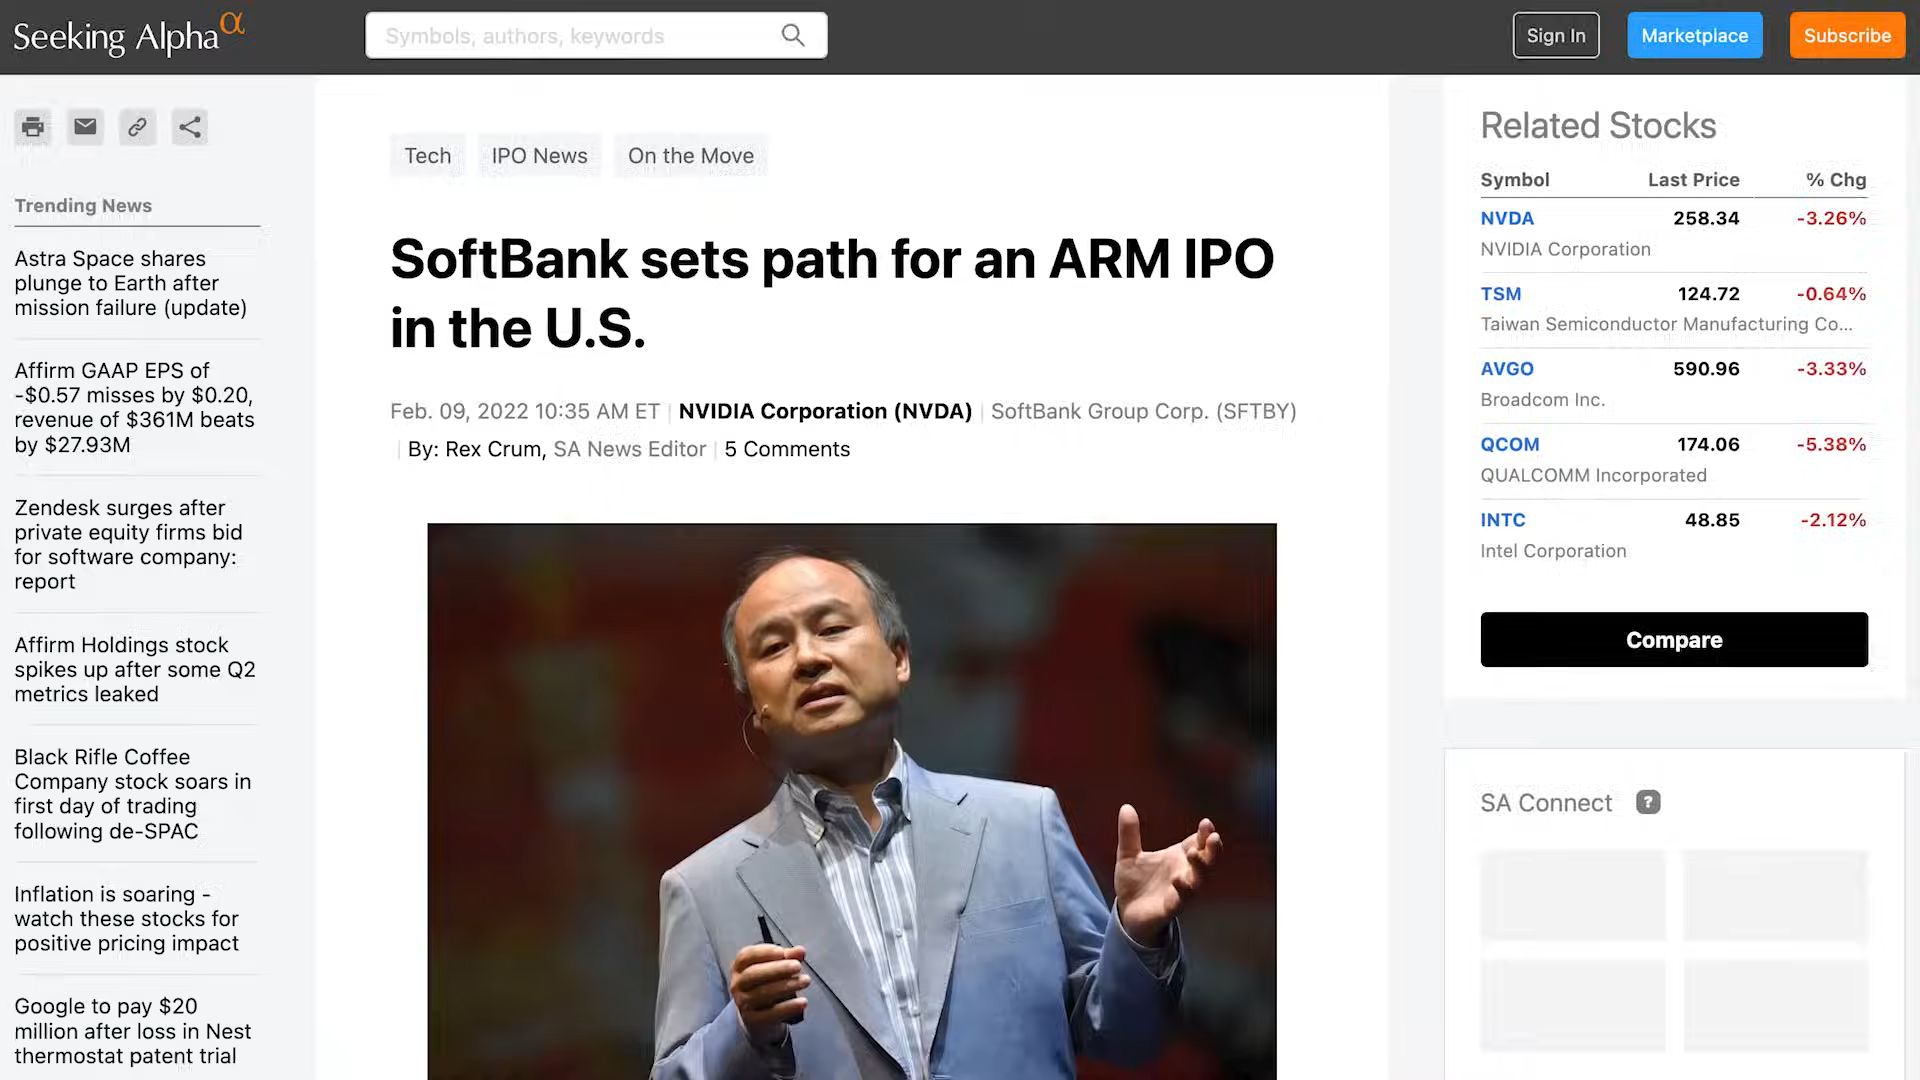 Seeking Alpha α
Symbols, authors, keywords
Sign In
Marketplace
Subscribe
Trending News
Astra Space shares
plunge to Earth after
mission failure (update)
Affirm GAAP EPS of
-$0.57 misses by $0.20,
revenue of $361M beats
by $27.93M
Zendesk surges after
private equity firms bid
for software company:
report
Affirm Holdings stock
spikes up after some Q2
metrics leaked
Black Rifle Coffee
Company stock soars in
first day of trading
following de-SPAC
Inflation is soaring -
watch these stocks for
positive pricing impact
Google to pay $20
million after loss in Nest
thermostat patent trial
Tech
IPO News
On the Move
SoftBank sets path for an ARM IPO
in the U.S.
Feb. 09, 2022 10:35 AM ET | NVIDIA Corporation (NVDA) | SoftBank Group Corp. (SFTBY)
| By: Rex Crum, SA News Editor | 5 Comments
Related Stocks
Symbol Last Price % Chg
NVDA 258.34 -3.26%
NVIDIA Corporation
TSM 124.72 -0.64%
Taiwan Semiconductor Manufacturing Co...
AVGO 590.96 -3.33%
Broadcom Inc.
QCOM 174.06 -5.38%
QUALCOMM Incorporated
INTC 48.85 -2.12%
Intel Corporation
Compare
SA Connect ?